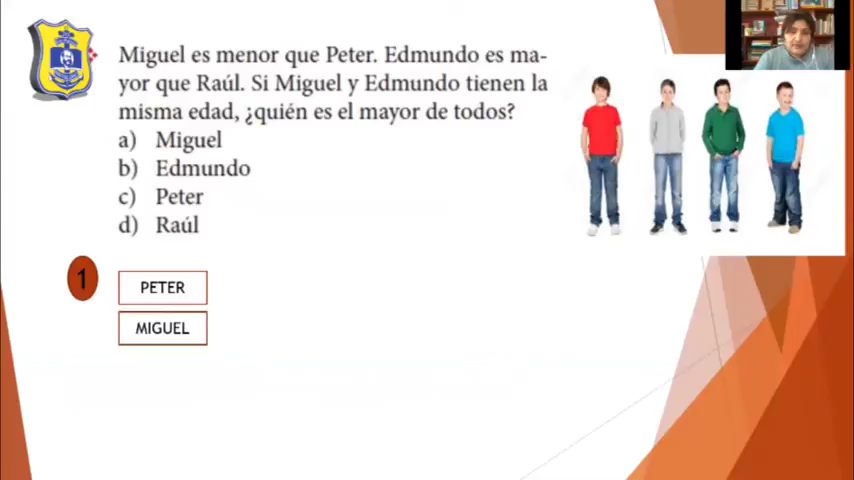 Miguel es menor que Peter. Edmundo es ma-
yor que Raúl. Si Miguel y Edmundo tienen la
misma edad, ¿quién es el mayor de todos?
a) Miguel
b) Edmundo
c) Peter
d) Raúl
1
PETER
MIGUEL